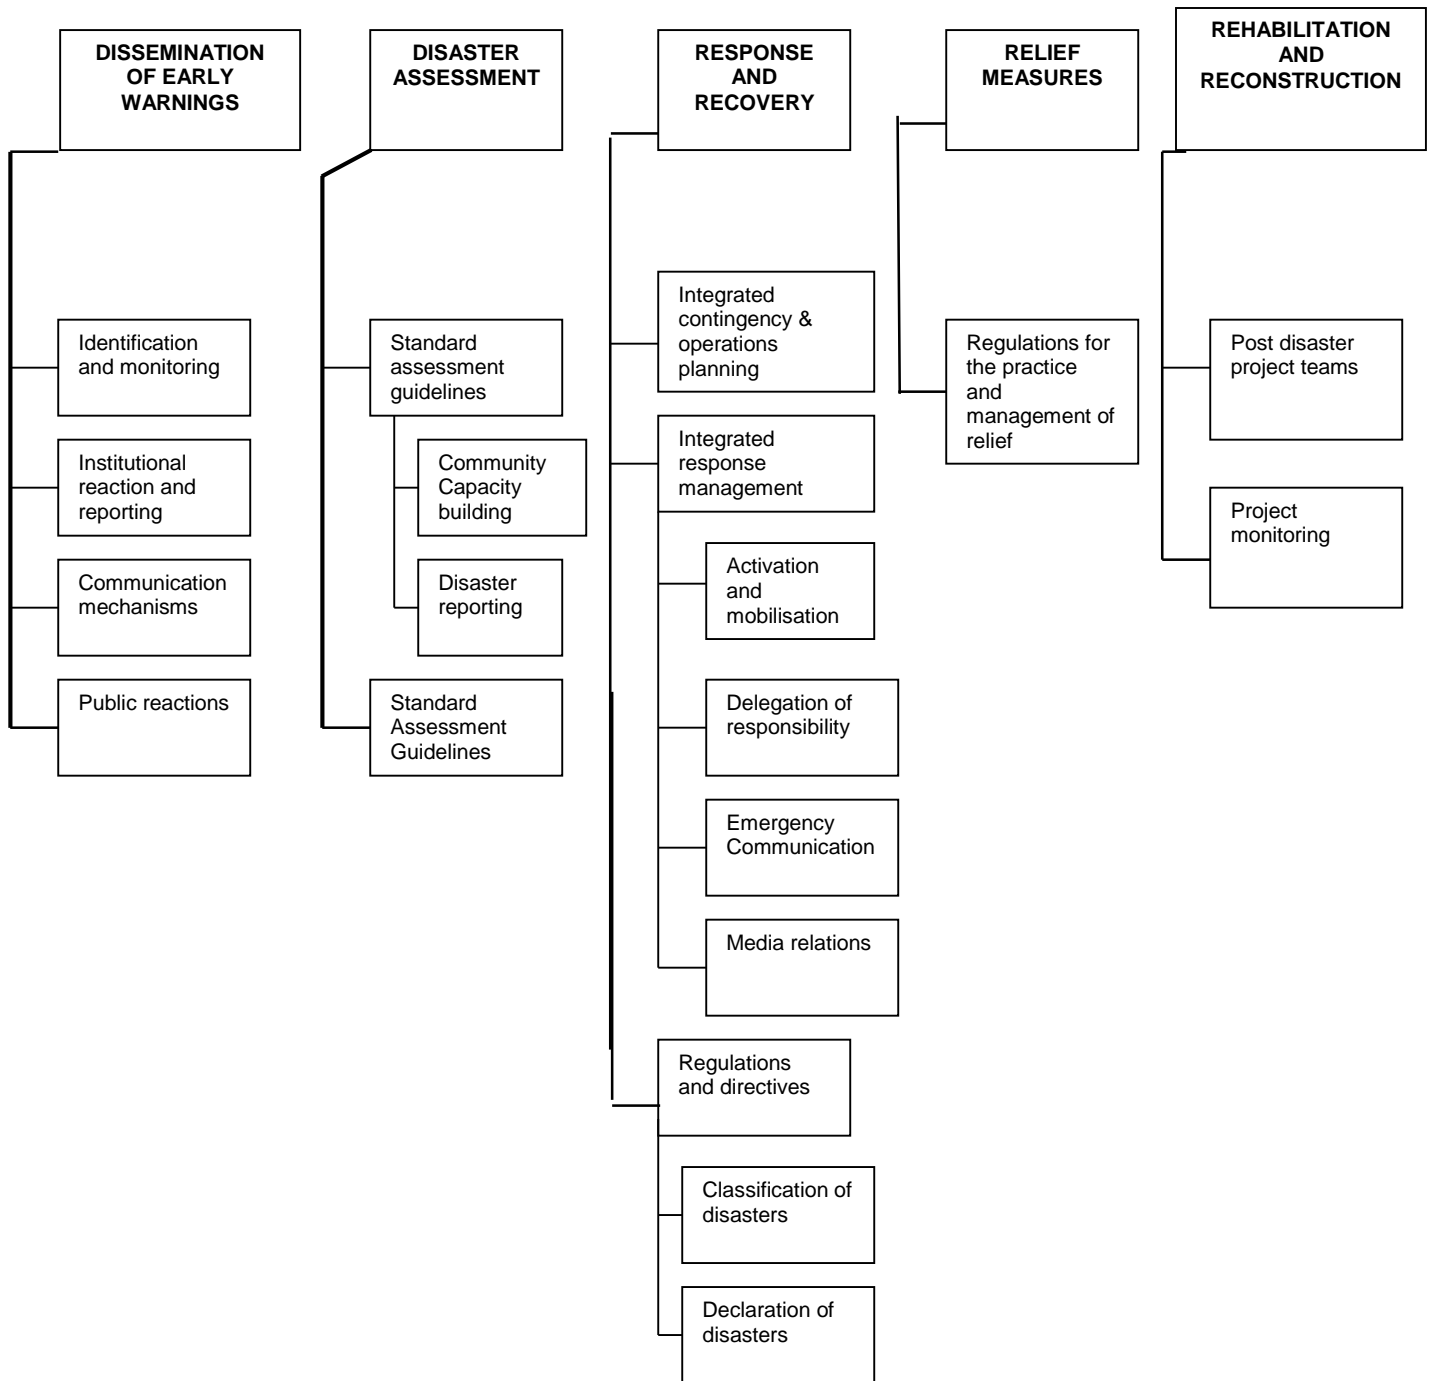 DISSEMINATION
OF EARLY
WARNINGS
DISASTER
ASSESSMENT
RESPONSE
AND
RECOVERY
RELIEF
MEASURES
REHABILITATION
AND
RECONSTRUCTION
Identification
and monitoring
Institutional
reaction and
reporting
Communication
mechanisms
Public reactions
Standard
assessment
guidelines
Community
Capacity
building
Disaster
reporting
Standard
Assessment
Guidelines
Integrated
contingency &
operations
planning
Integrated
response
management
Activation
and
mobilisation
Delegation of
responsibility
Emergency
Communication
Media relations
Regulations
and directives
Classification of
disasters
Declaration of
disasters
Regulations for
the practice
and
management of
relief
Post disaster
project teams
Project
monitoring